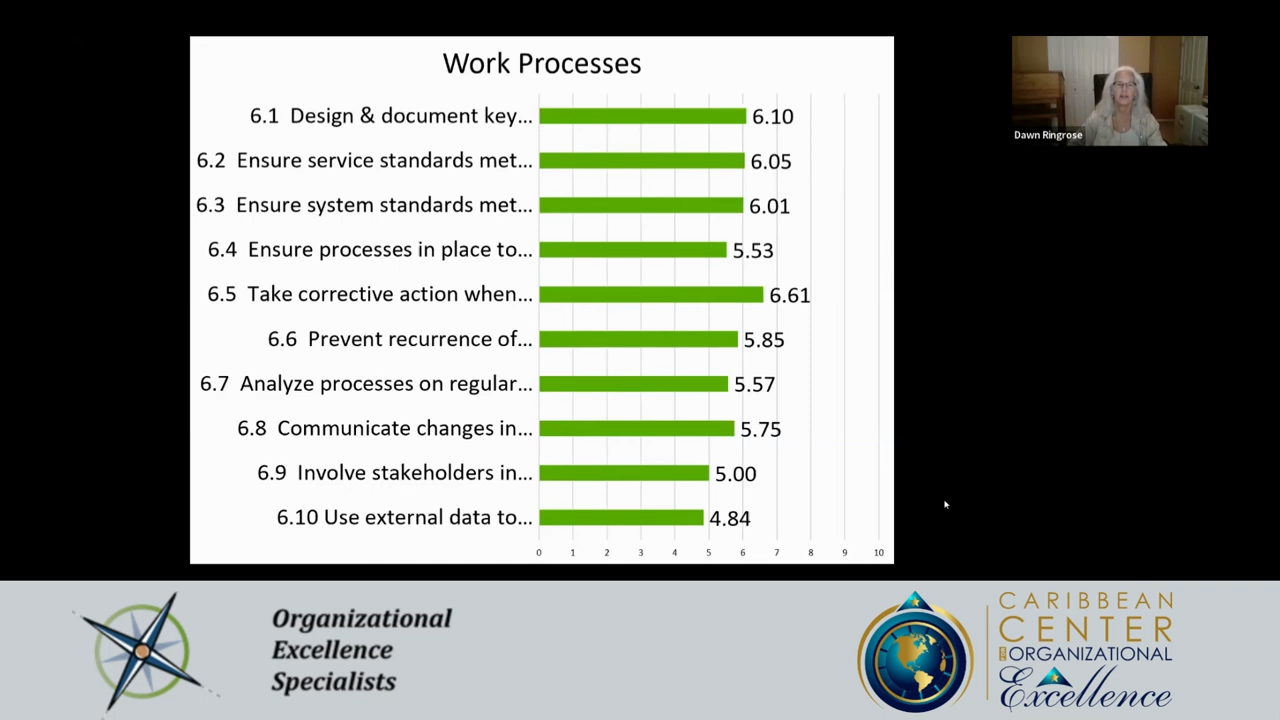 Work Processes
6.1 Design & document key... 6.10
6.2 Ensure service standards met... 6.05
6.3 Ensure system standards met... 6.01
6.4 Ensure processes in place to... 5.53
6.5 Take corrective action when... 6.61
6.6 Prevent recurrence of... 5.85
6.7 Analyze processes on regular... 5.57
6.8 Communicate changes in... 5.75
6.9 Involve stakeholders in... 5.00
6.10 Use external data to... 4.84
0 1 2 3 4 5 6 7 8 9 10
Dawn Ringrose
Organizational
Excellence
Specialists
CARIBBEAN
CENTER
FOR ORGANIZATIONAL
Excellence